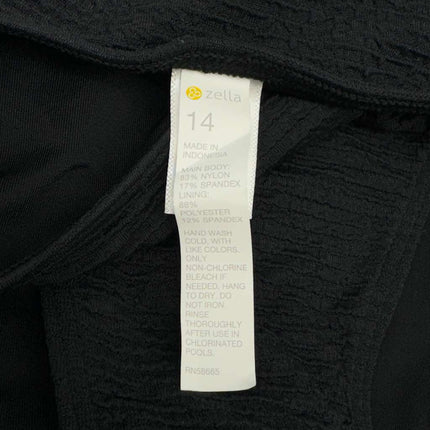 zella
14
MADE IN
INDONESIA
MAIN BODY:
83% NYLON
17% SPANDEX
LINING:
88%
POLYESTER
12% SPANDEX
HAND WASH
COLD, WITH
LIKE COLORS.
ONLY
NON-CHLORINE
BLEACH IF
NEEDED. HANG
TO DRY. DO
NOT IRON.
RINSE
THOROUGHLY
AFTER USE IN
CHLORINATED
POOLS.
RN58665